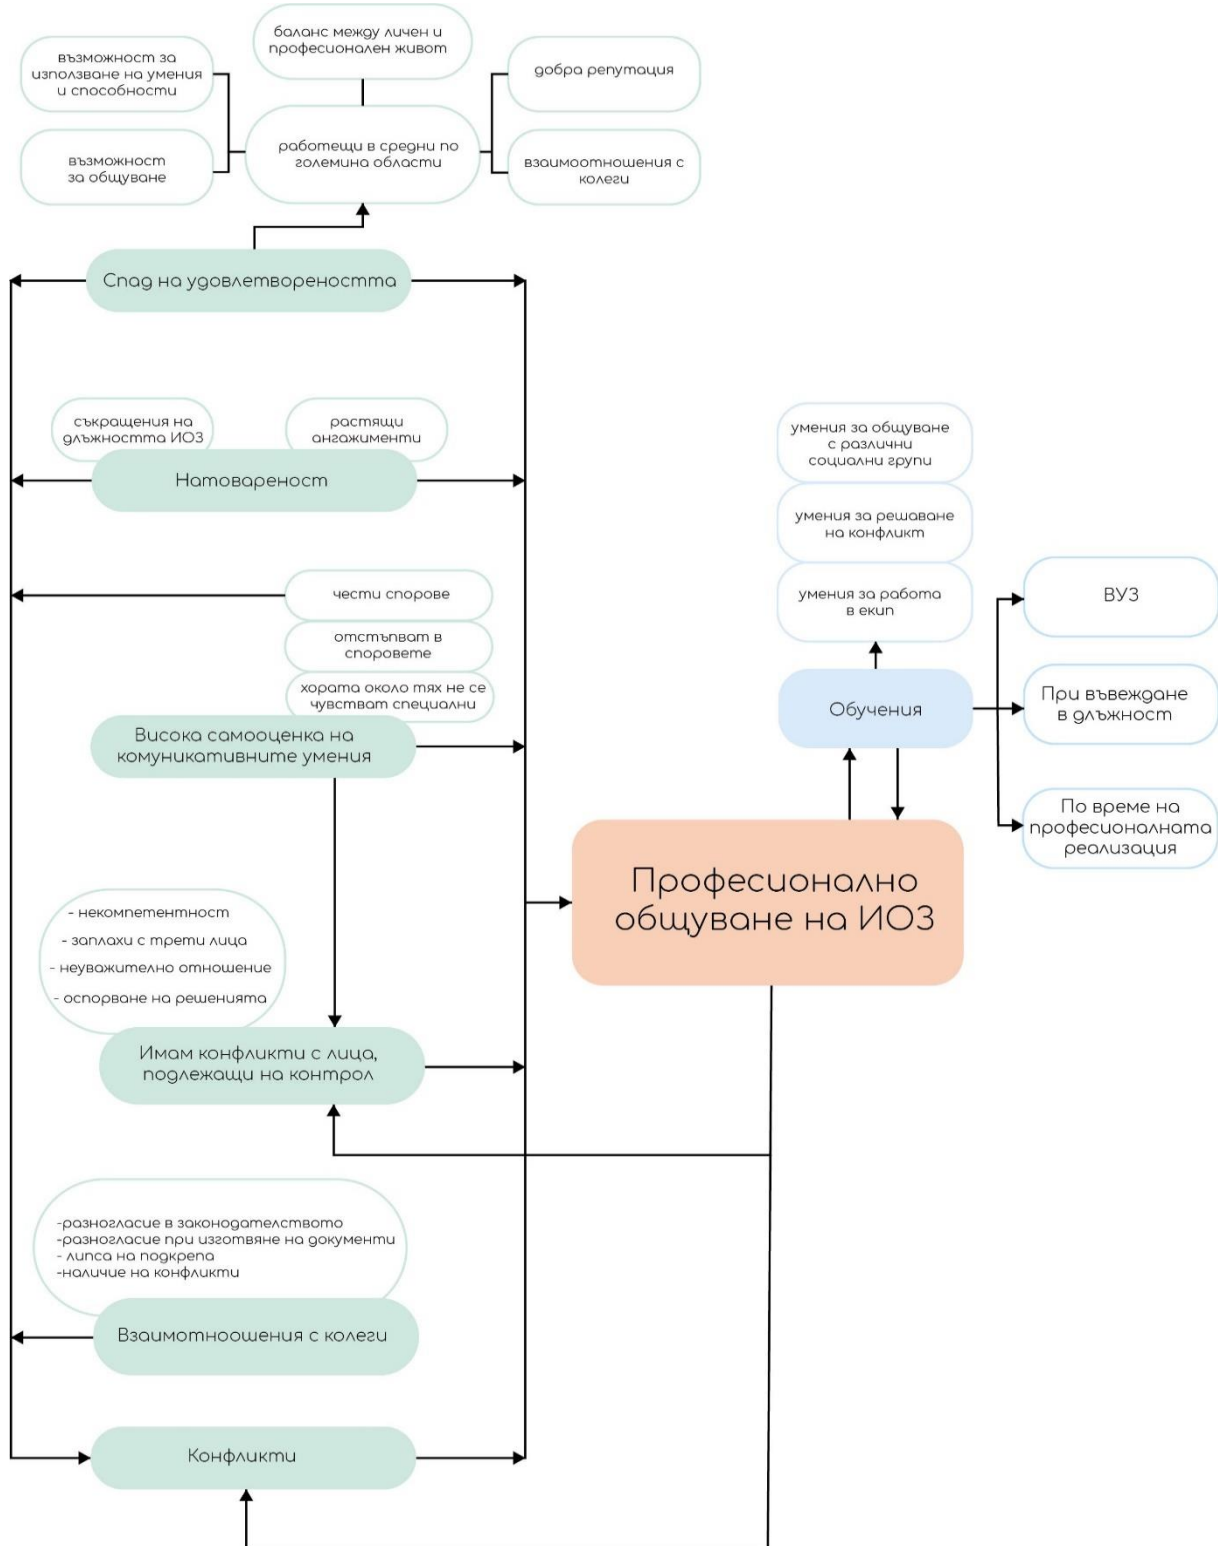 баланс между личен и
професионален живот
възможност за
използване на умения
и способности
добра репутация
работещи в средни по
големина области
възможност
за общуване
взаимоотношения с
колеги
Спад на удовлетвореността
съкращения на
длъжността ИОЗ
растящи
ангажименти
Натовареност
умения за общуване
с различни
социални групи
умения за решаване
на конфликт
умения за работа
в екип
ВУЗ
чести спорове
отстъпват в
споровете
хората около тях не се
чувстват специални
Обучения
При въвеждане
в длъжност
Висока самооценка на
комуникативните умения
По време на
професионалната
реализация
Професионално
общуване на ИОЗ
- некомпетентност
- заплахи с трети лица
- неуважително отношение
- оспорване на решенията
Имам конфликти с лица,
подлежащи на контрол
-разногласие в законодателството
-разногласие при изготвяне на документи
- липса на подкрепа
-наличие на конфликти
Взаимотноошения с колеги
Конфликти